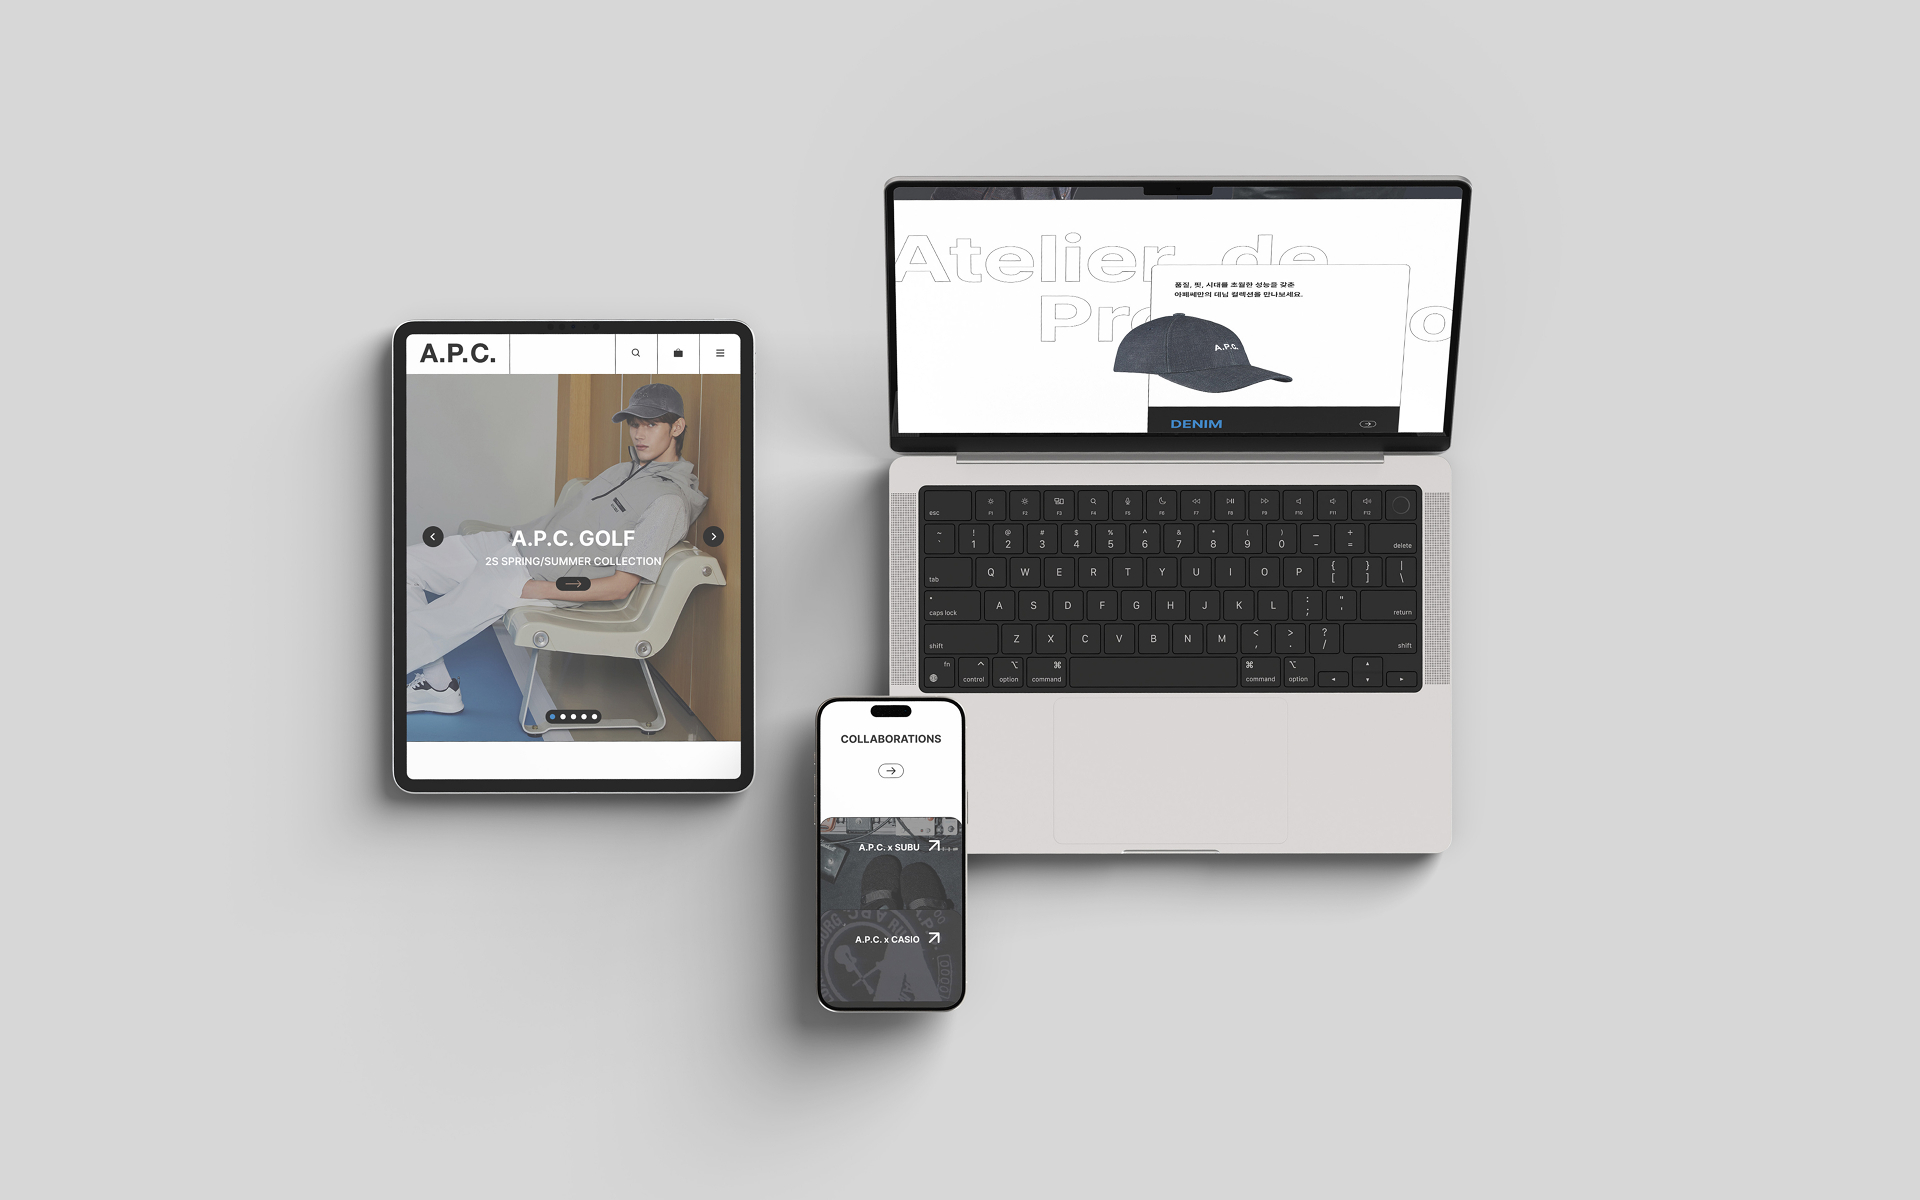 A.P.C.
A.P.C. GOLF
2S SPRING/SUMMER COLLECTION
Atelier de
Pro
o
품질, 핏, 시대를 초월한 성능을 갖춘
아페쎄만의 데님 컬렉션을 만나보세요.
A.P.C.
DENIM
esc F1 F2 F3 F4 F5 F6 F7 F8 F9 F10 F11 F12
~ ! @ # $ % ^ & * ( ) _ +
` 1 2 3 4 5 6 7 8 9 0 - = delete
tab Q W E R T Y U I O P { [ } ] | \
caps lock A S D F G H J K L : ; " ' return
shift Z X C V B N M < , > . ? / shift
fn control option command command option
COLLABORATIONS
A.P.C. x SUBU
A.P.C. x CASIO